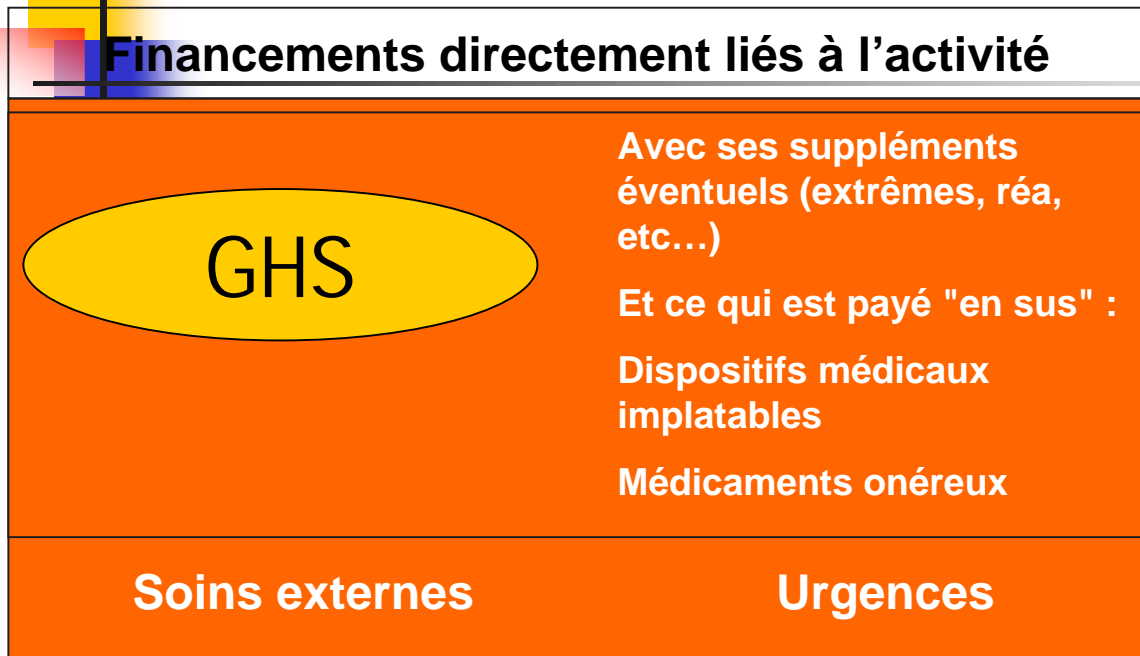 Financements directement liés à l’activité
GHS
Avec ses suppléments
éventuels (extrêmes, réa,
etc…)
Et ce qui est payé "en sus" :
Dispositifs médicaux
implatables
Médicaments onéreux
Soins externes
Urgences